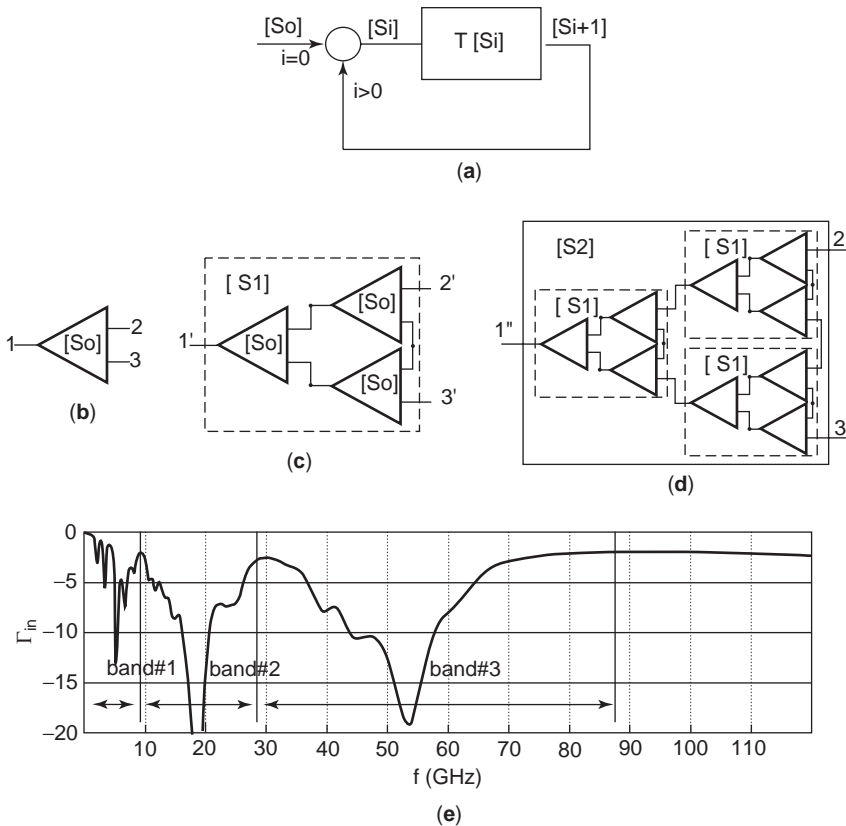 [So]
i=0
[Si]
T [Si]
[Si+1]
i>0
(a)
1
[So]
2
3
(b)
[ S1]
1'
[So]
[So]
2'
[So]
3'
(c)
[S2]
[ S1]
2
[ S1]
1"
[ S1]
3
(d)
0
−5
−10
−15
−20
Γin
band#1
band#2
band#3
10 20 30 40 50 60 70 80 90 100 110
f (GHz)
(e)